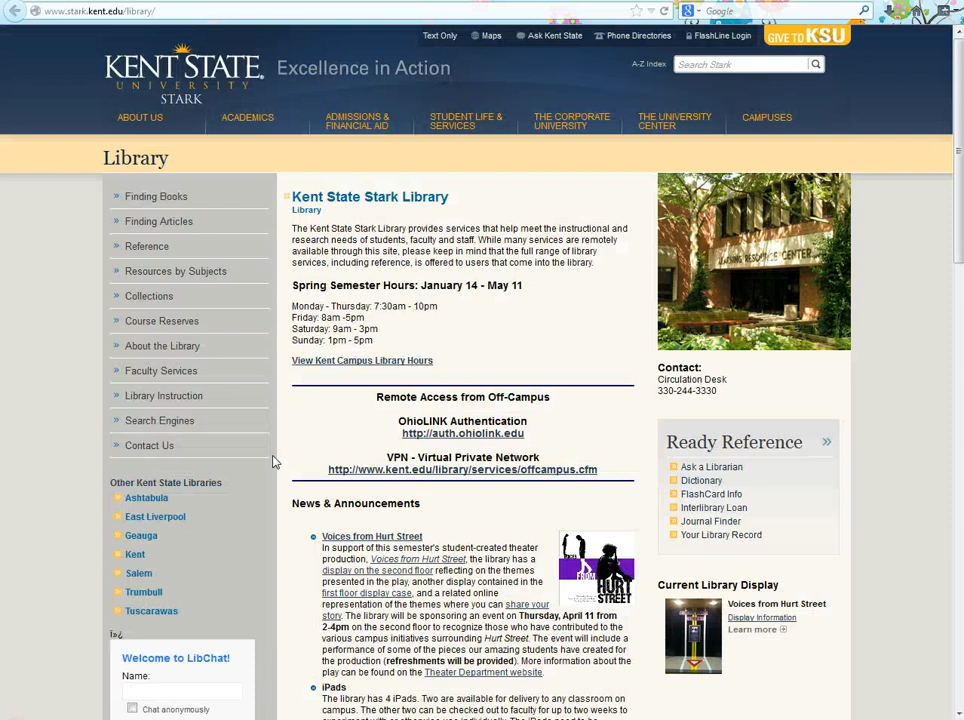 www.stark.kent.edu/library/
Google
Text Only
Maps
Ask Kent State
Phone Directories
FlashLine Login
GIVE TO KSU
KENT STATE
UNIVERSITY
STARK
Excellence in Action
A-Z Index
Search Stark
ABOUT US
ACADEMICS
ADMISSIONS &
FINANCIAL AID
STUDENT LIFE &
SERVICES
THE CORPORATE
UNIVERSITY
THE UNIVERSITY
CENTER
CAMPUSES
Library
Finding Books
Finding Articles
Reference
Resources by Subjects
Collections
Course Reserves
About the Library
Faculty Services
Library Instruction
Search Engines
Contact Us
Other Kent State Libraries
Ashtabula
East Liverpool
Geauga
Kent
Salem
Trumbull
Tuscarawas
ï»¿
Welcome to LibChat!
Name:
Chat anonymously
Kent State Stark Library
Library
The Kent State Stark Library provides services that help meet the instructional and
research needs of students, faculty and staff. While many services are remotely
available through this site, please keep in mind that the full range of library
services, including reference, is offered to users that come into the library.
Spring Semester Hours: January 14 - May 11
Monday - Thursday: 7:30am - 10pm
Friday: 8am -5pm
Saturday: 9am - 3pm
Sunday: 1pm - 5pm
View Kent Campus Library Hours
Remote Access from Off-Campus
OhioLINK Authentication
http://auth.ohiolink.edu
VPN - Virtual Private Network
http://www.kent.edu/library/services/offcampus.cfm
News & Announcements
Voices from Hurt Street
In support of this semester's student-created theater
production, Voices from Hurt Street, the library has a
display on the second floor reflecting on the themes
presented in the play, another display contained in the
first floor display case, and a related online
representation of the themes where you can share your
story. The library will be sponsoring an event on Thursday, April 11 from
2-4pm on the second floor to recognize those who have contributed to the
various campus initiatives surrounding Hurt Street. The event will include a
performance of some of the pieces our amazing students have created for
the production (refreshments will be provided). More information about the
play can be found on the Theater Department website.
HURT
STREET
iPads
The library has 4 iPads. Two are available for delivery to any classroom on
campus. The other two can be checked out to faculty for up to two weeks to
LEARNING RESOURCE CENTER
Contact:
Circulation Desk
330-244-3330
Ready Reference
Ask a Librarian
Dictionary
FlashCard Info
Interlibrary Loan
Journal Finder
Your Library Record
Current Library Display
Voices from Hurt Street
Display Information
Learn more